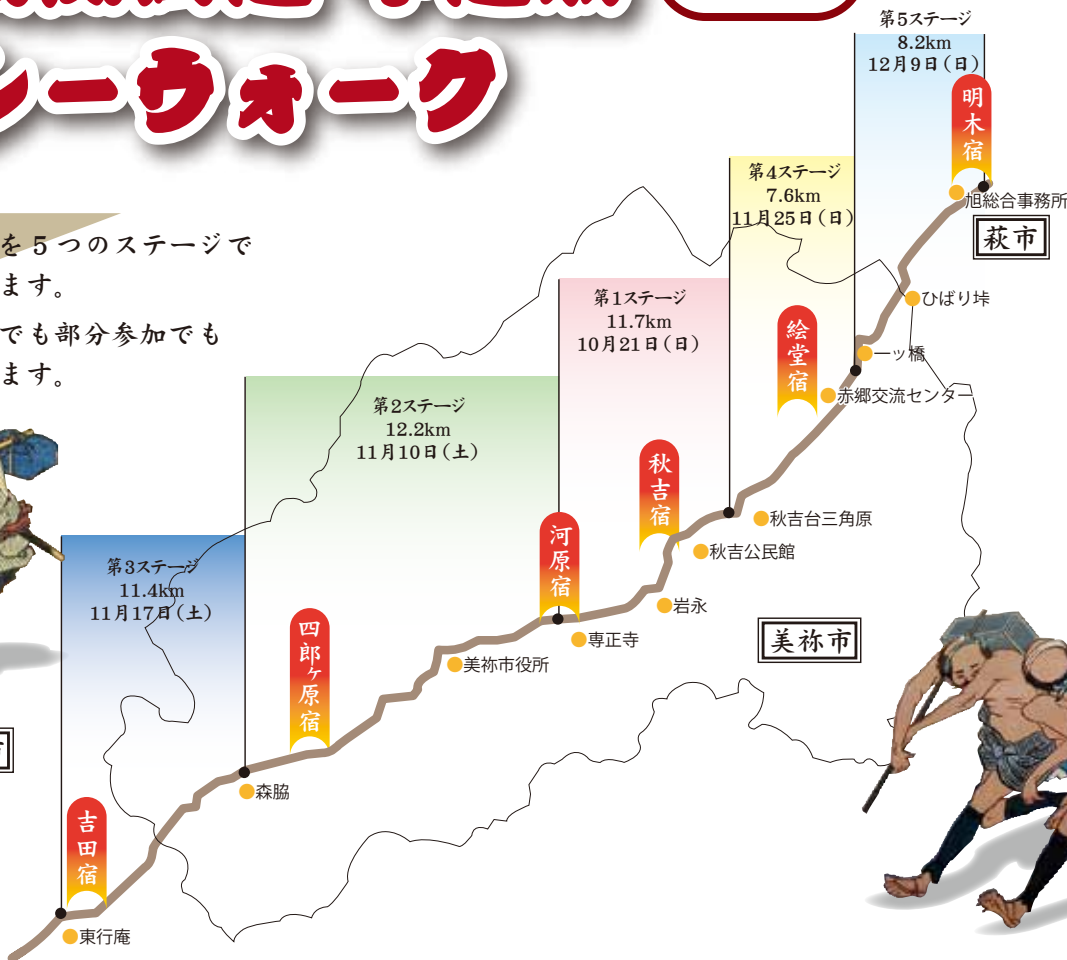 ーウォーク
を5つのステージで
ます。
でも部分参加でも
ます。
第5ステージ
8.2km
12月9日(日)
明木宿
旭総合事務所
萩市
第4ステージ
7.6km
11月25日(日)
ひばり峠
一ッ橋
絵堂宿
赤郷交流センター
第1ステージ
11.7km
10月21日(日)
秋吉宿
秋吉台三角原
秋吉公民館
岩永
美祢市
第2ステージ
12.2km
11月10日(土)
河原宿
専正寺
美祢市役所
四郎ヶ原宿
森脇
第3ステージ
11.4km
11月17日(土)
吉田宿
東行庵